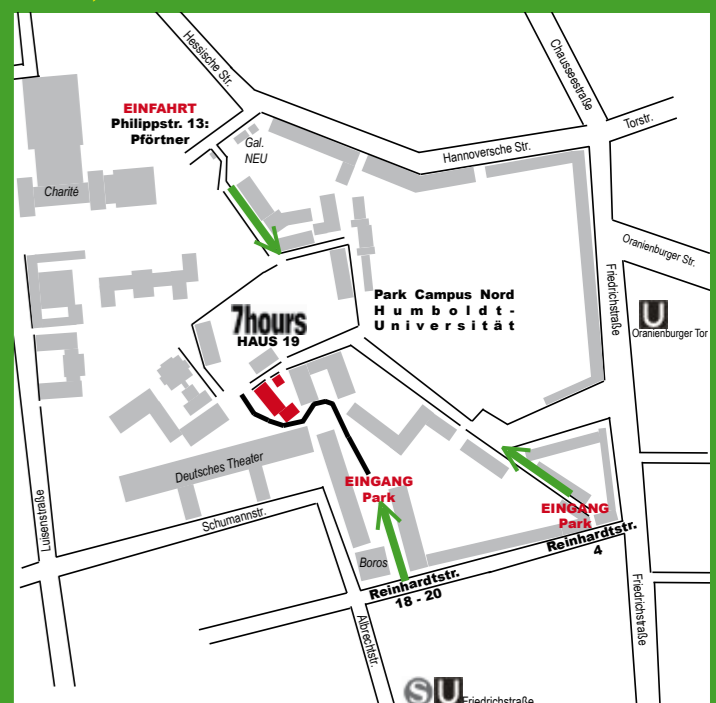 Hessische Str.
Chausseestraße
EINFAHRT
Philippstr. 13:
Pförtner
Torstr.
Gal.
NEU
Hannoversche Str.
Charité
Oranienburger Str.
Friedrichstraße
Park Campus Nord
Humboldt-
Universität
U
Oranienburger Tor
7hours
HAUS 19
Deutsches Theater
EINGANG
Park
EINGANG
Park
Luisenstraße
Schumannstr.
Reinhardtstr.
4
Boros
Reinhardtstr.
18 - 20
Friedrichstraße
Albrechtstr.
S U
Friedrichstraße